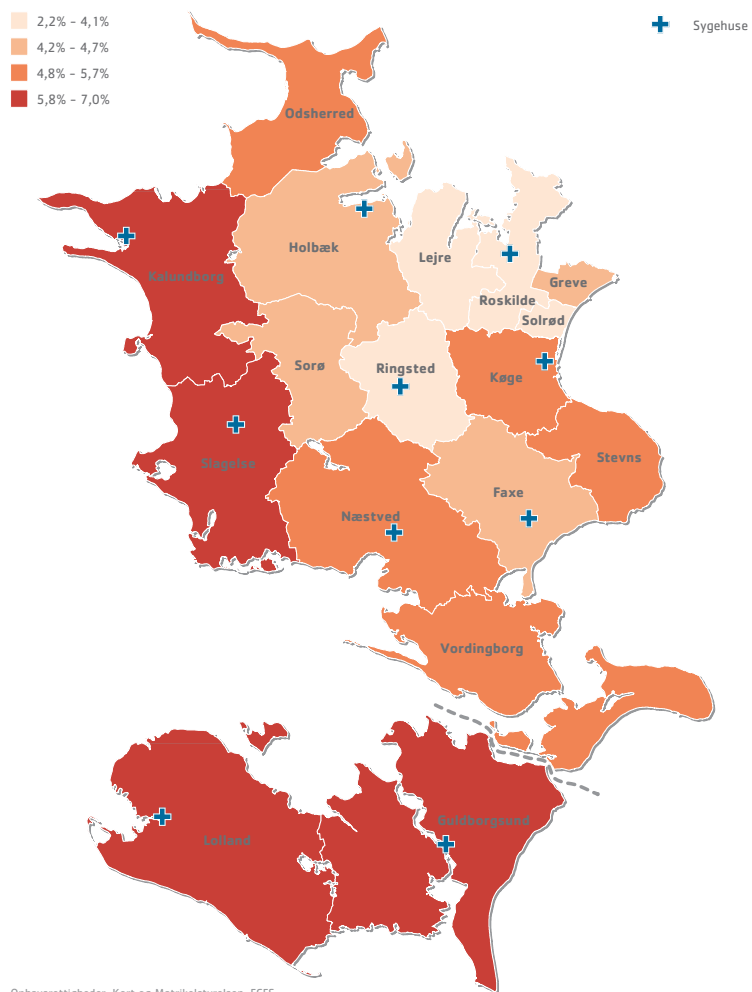 2,2% - 4,1%
4,2% - 4,7%
4,8% - 5,7%
5,8% - 7,0%
Sygehuse
Odsherred
Holbæk
Lejre
Kalundborg
Greve
Roskilde
Solrød
Sorø
Ringsted
Køge
Slagelse
Stevns
Faxe
Næstved
Vordingborg
Guldborgsund
Lolland